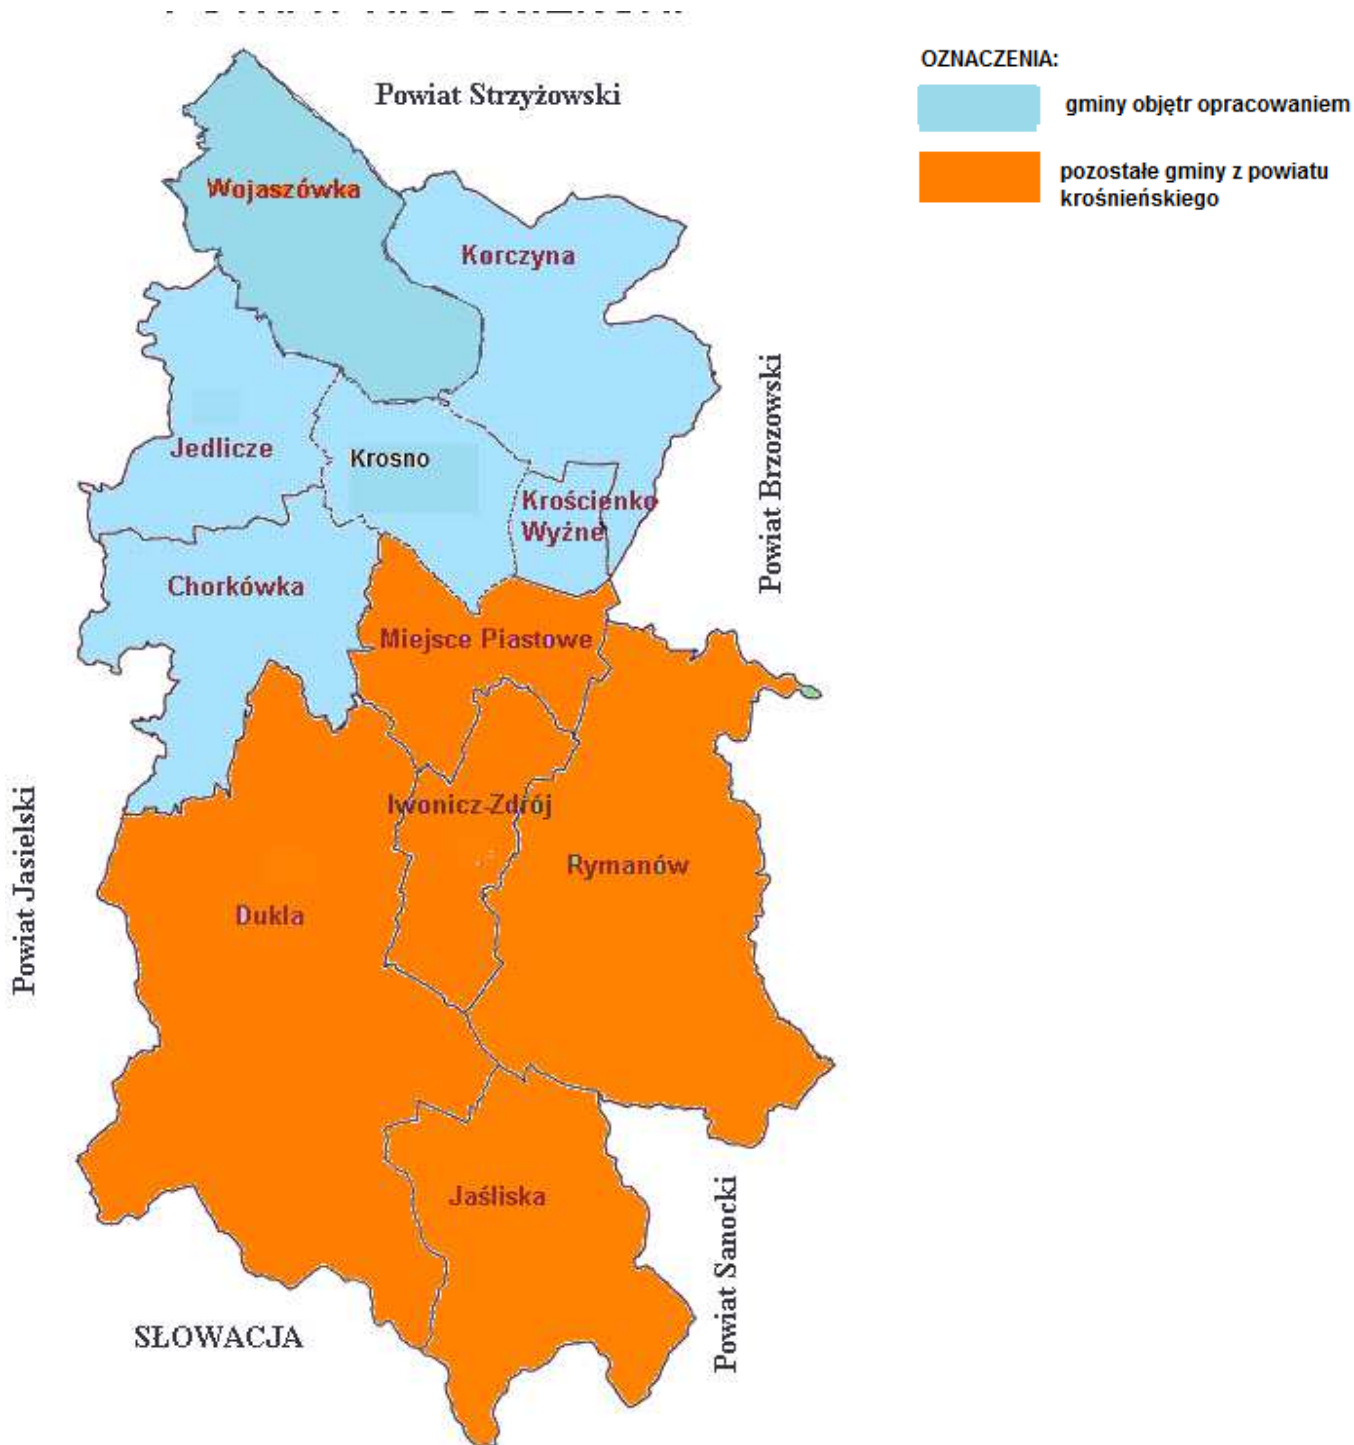 Powiat Strzyżowski
OZNACZENIA:
gminy objętr opracowaniem
pozostałe gminy z powiatu
krośnieńskiego
Wojaszówka
Korczyna
Powiat Brzozowski
Jedlicze
Krosno
Krościenko
Wyżne
Chorkówka
Miejsce Piastowe
Iwonicz-Zdrój
Rymanów
Powiat Jasielski
Dukla
Jaśliska
Powiat Sanocki
SŁOWACJA